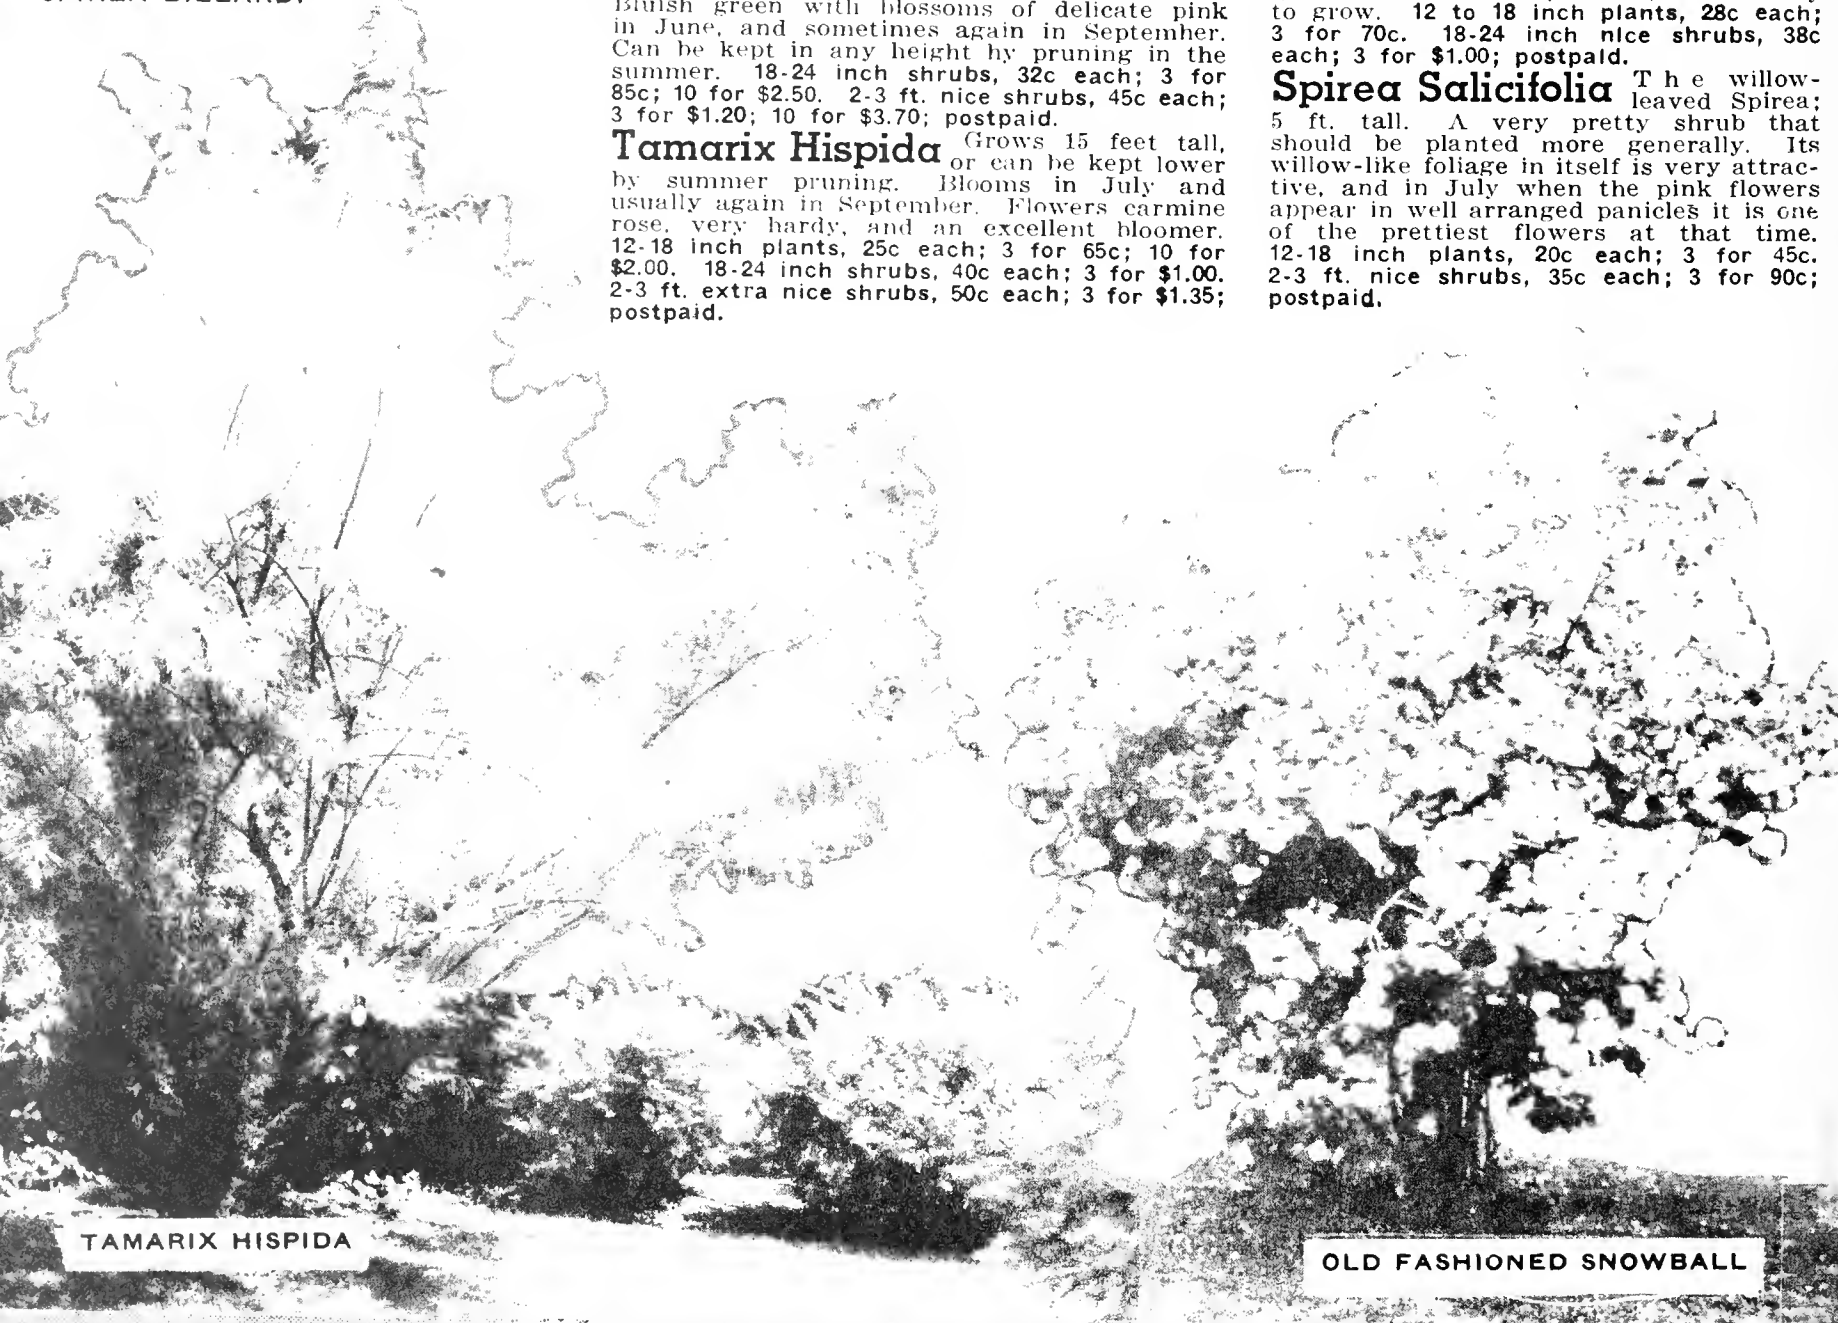 Bluish green with blossoms of delicate pink
in June, and sometimes again in September.
Can be kept in any height by pruning in the
summer. 18-24 inch shrubs, 32c each; 3 for
85c; 10 for $2.50. 2-3 ft. nice shrubs, 45c each;
3 for $1.20; 10 for $3.70; postpaid.
Tamarix Hispida Grows 15 feet tall,
or can be kept lower
by summer pruning. Blooms in July and
usually again in September. Flowers carmine
rose, very hardy, and an excellent bloomer.
12-18 inch plants, 25c each; 3 for 65c; 10 for
$2.00. 18-24 inch shrubs, 40c each; 3 for $1.00.
2-3 ft. extra nice shrubs, 50c each; 3 for $1.35;
postpaid.
to grow. 12 to 18 inch plants, 28c each;
3 for 70c. 18-24 inch nice shrubs, 38c
each; 3 for $1.00; postpaid.
Spirea Salicifolia The willow-
leaved Spirea;
5 ft. tall. A very pretty shrub that
should be planted more generally. Its
willow-like foliage in itself is very attrac-
tive, and in July when the pink flowers
appear in well arranged panicles it is one
of the prettiest flowers at that time.
12-18 inch plants, 20c each; 3 for 45c.
2-3 ft. nice shrubs, 35c each; 3 for 90c;
postpaid.
TAMARIX HISPIDA
OLD FASHIONED SNOWBALL